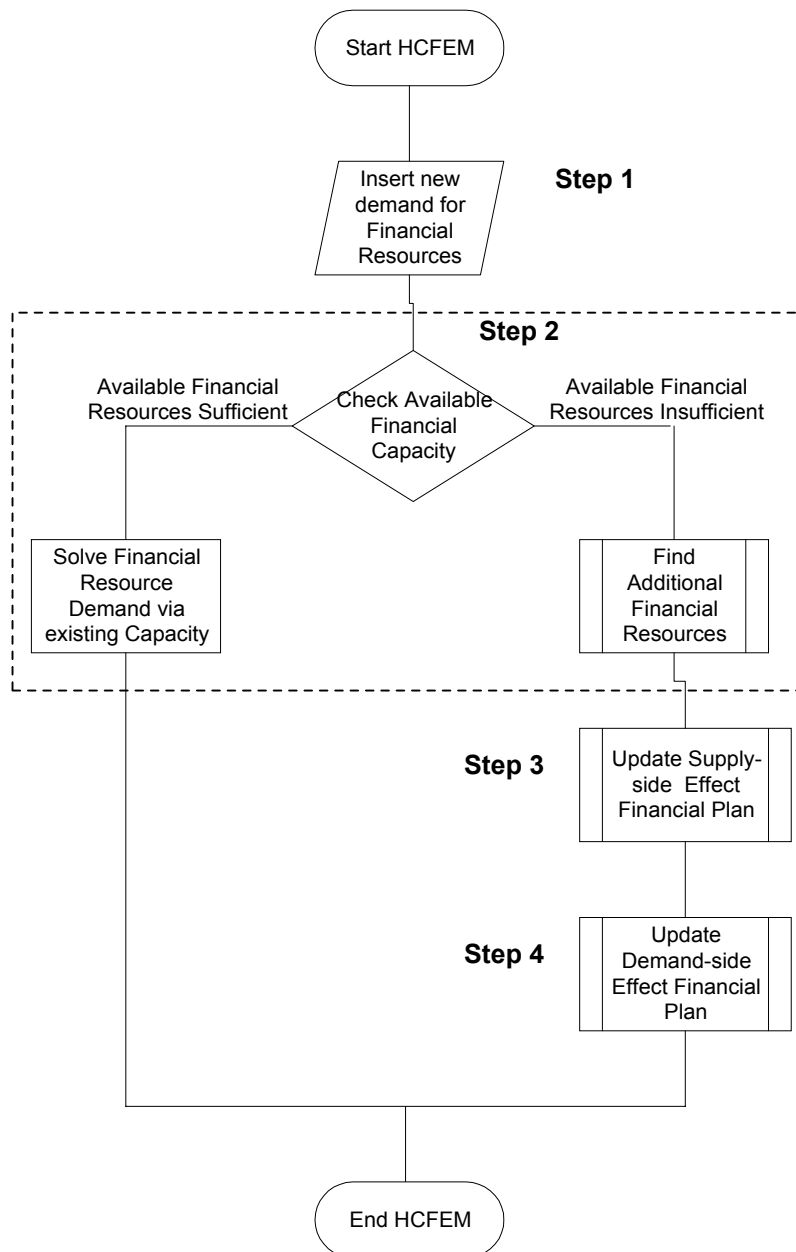 Start HCFEM
Insert new
demand for
Financial
Resources
Step 1
Step 2
Available Financial
Resources Sufficient
Check Available
Financial
Capacity
Available Financial
Resources Insufficient
Solve Financial
Resource
Demand via
existing Capacity
Find
Additional
Financial
Resources
Step 3
Update Supply-
side Effect
Financial Plan
Step 4
Update
Demand-side
Effect Financial
Plan
End HCFEM